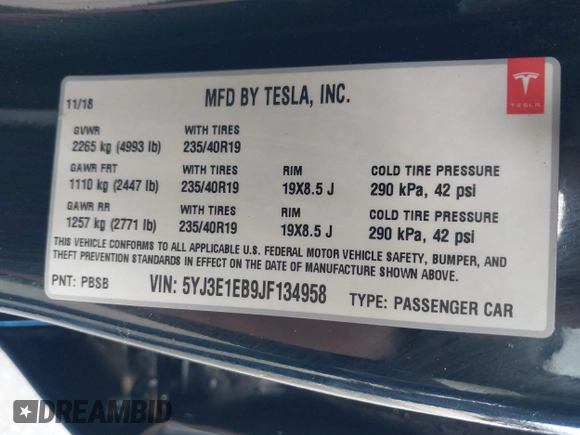 11/18
MFD BY TESLA, INC.
TESLA
GVWR WITH TIRES
2265 kg (4993 lb) 235/40R19
GAWR FRT WITH TIRES RIM COLD TIRE PRESSURE
1110 kg (2447 lb) 235/40R19 19X8.5 J 290 kPa, 42 psi
GAWR RR WITH TIRES RIM COLD TIRE PRESSURE
1257 kg (2771 lb) 235/40R19 19X8.5 J 290 kPa, 42 psi
THIS VEHICLE CONFORMS TO ALL APPLICABLE U.S. FEDERAL MOTOR VEHICLE SAFETY, BUMPER, AND
THEFT PREVENTION STANDARDS IN EFFECT ON THE DATE OF MANUFACTURE SHOWN ABOVE.
PNT: PBSB VIN: 5YJ3E1EB9JF134958 TYPE: PASSENGER CAR
DREAMBID